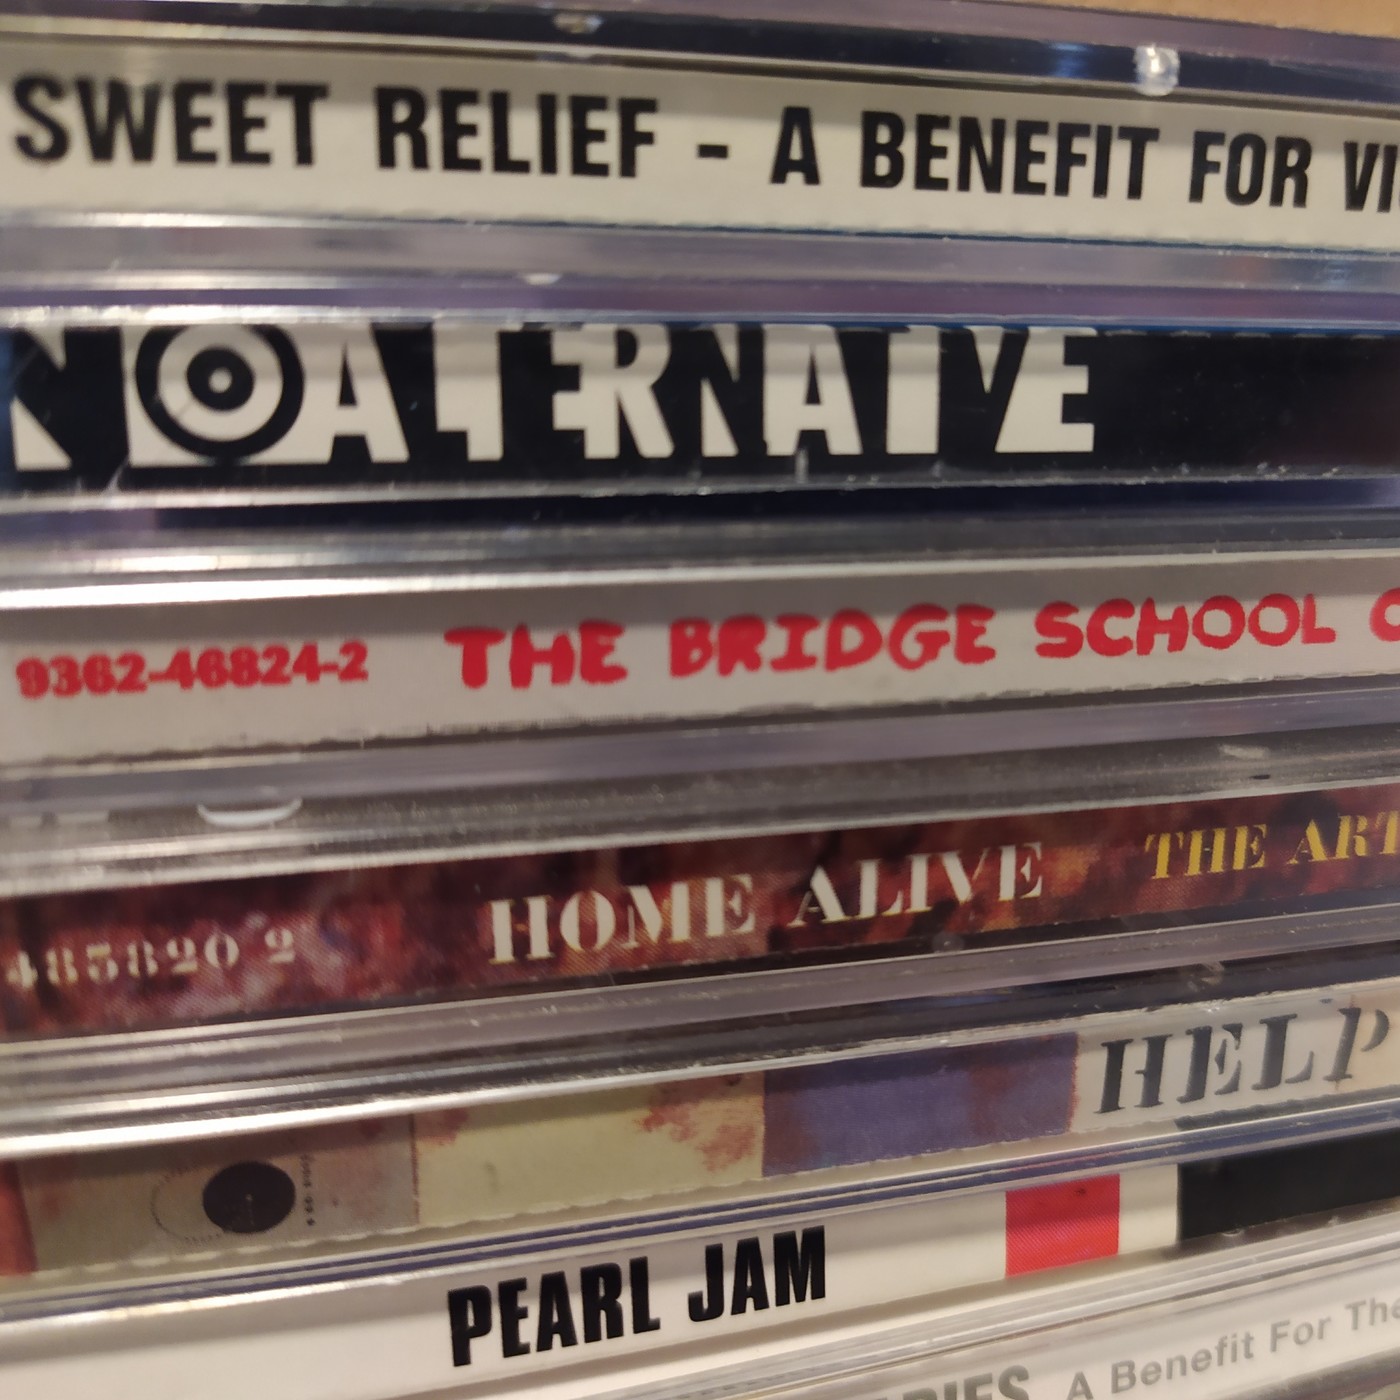 SWEET RELIEF - A BENEFIT FOR VI
NO ALTERNATIVE
9362-46824-2 THE BRIDGE SCHOOL C
485820 2 HOME ALIVE THE ART
HELP
PEARL JAM
A Benefit For The